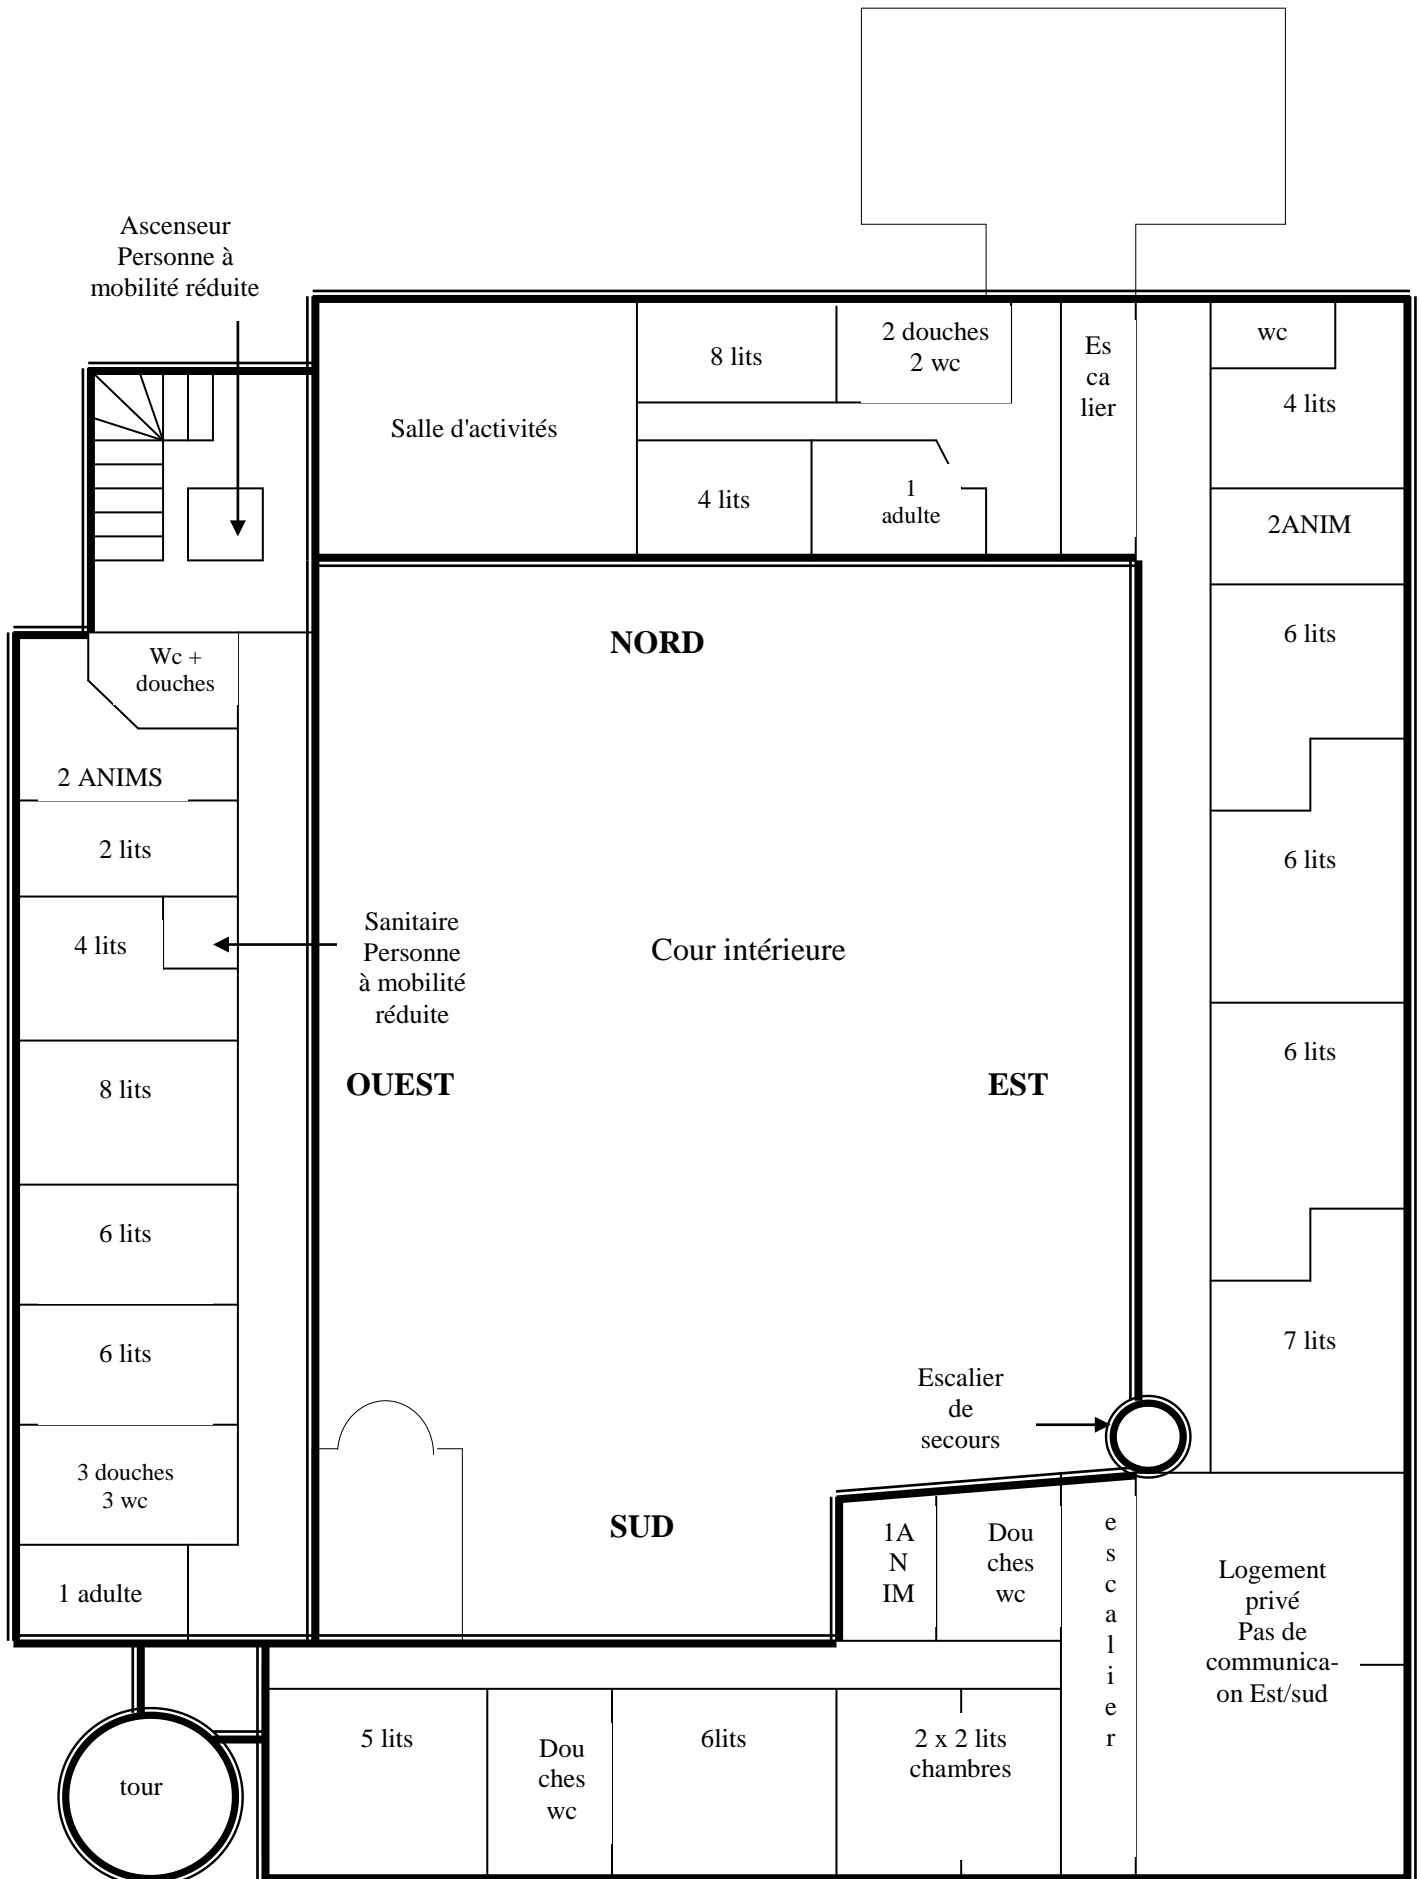 Ascenseur
Personne à
mobilité réduite
Salle d'activités
8 lits
2 douches
2 wc
Es
ca
lier
wc
4 lits
4 lits
1
adulte
2ANIM
NORD
6 lits
Wc +
douches
2 ANIMS
2 lits
6 lits
4 lits
Sanitaire
Personne
à mobilité
réduite
Cour intérieure
8 lits
OUEST
EST
6 lits
6 lits
6 lits
7 lits
Escalier
de
secours
3 douches
3 wc
SUD
1A
N
IM
Dou
ches
wc
e
s
c
a
l
i
e
r
Logement
privé
Pas de
communica-
on Est/sud
1 adulte
tour
5 lits
Dou
ches
wc
6lits
2 x 2 lits
chambres